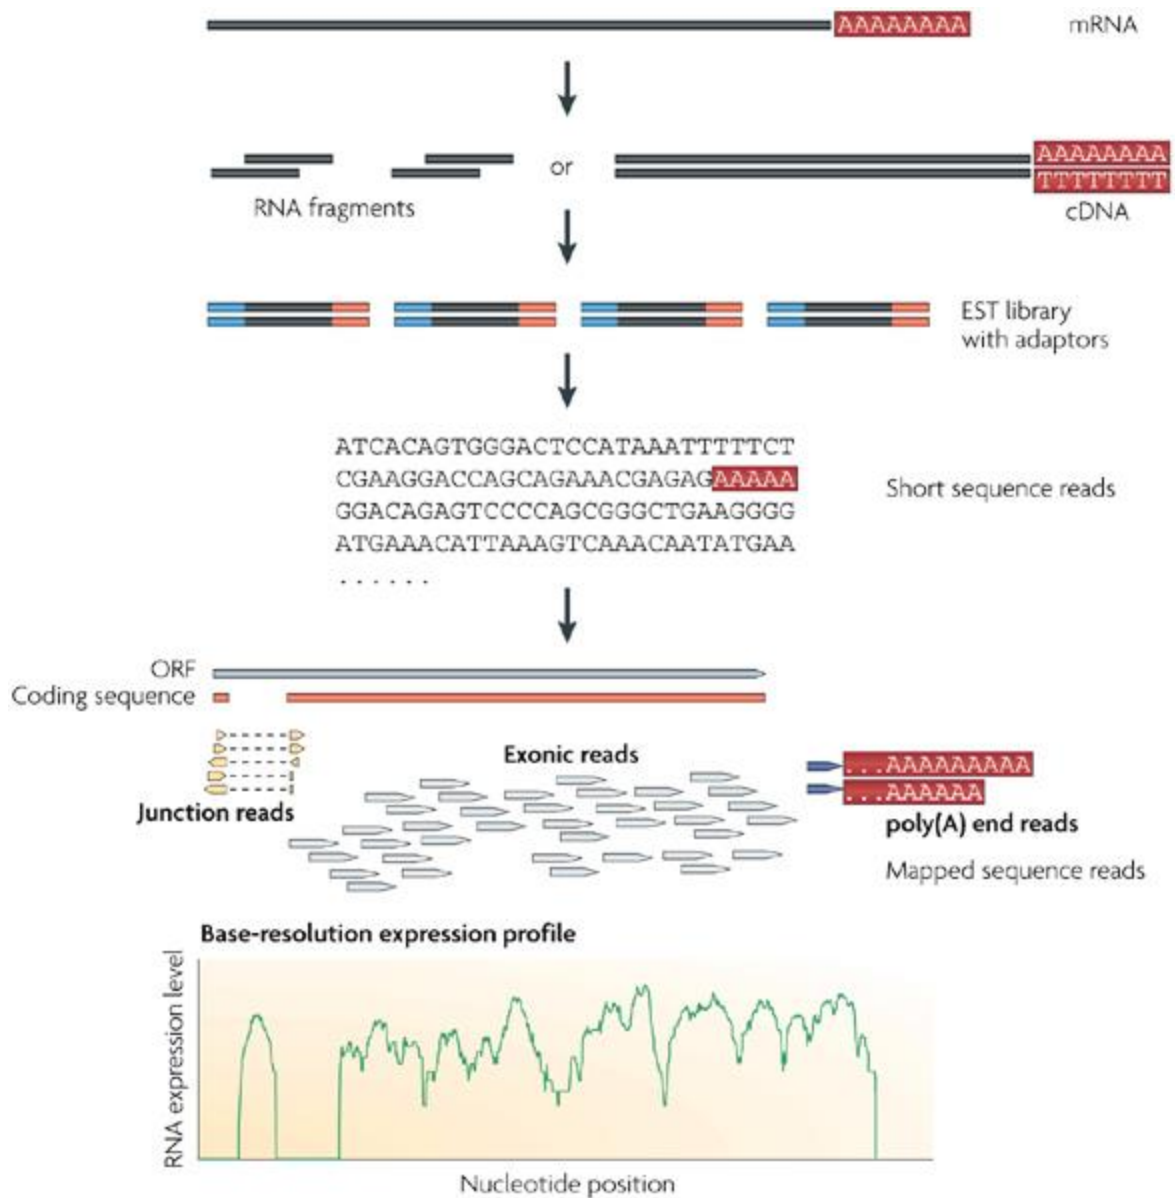 AAAAAAAA mRNA
AAAAAAAA
or
TTTTTTTT
RNA fragments
cDNA
EST library
with adaptors
ATCACAGTGGGACTCCATAAATTTTTCT
CGAAGGACCAGCAGAAACGAGAGAAAAA
Short sequence reads
GGACAGAGTCCCCAGCGGGCTGAAGGGG
ATGAAACATTAAAGTCAAACAATATGAA
. . . . . .
ORF
Coding sequence
Exonic reads
...AAAAAAAAA
...AAAAAA
Junction reads
poly(A) end reads
Mapped sequence reads
Base-resolution expression profile
RNA expression level
Nucleotide position